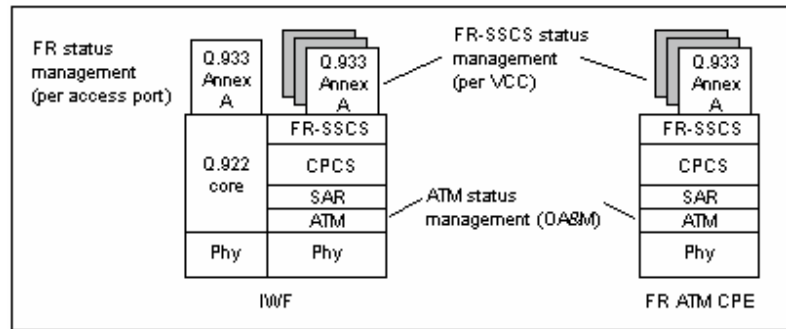 FR status
management
(per access port)
Q.933
Annex
A
Q.933
Annex
A
FR-SSCS status
management
(per VCC)
Q.933
Annex
A
Q.922
core
FR-SSCS
CPCS
SAR
ATM
Phy
Phy
ATM status
management (OA&M)
FR-SSCS
CPCS
SAR
ATM
Phy
IWF
FR ATM CPE